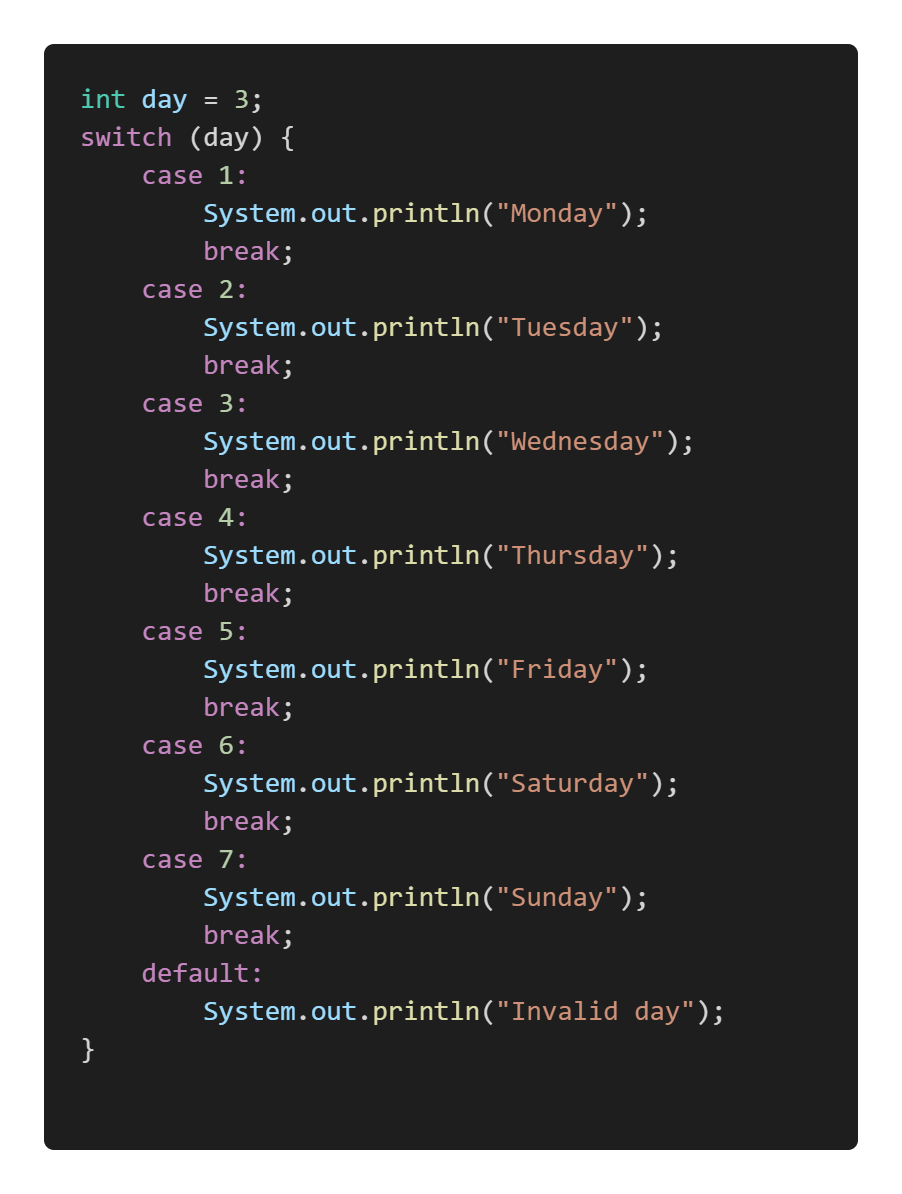 int day = 3;
switch (day) {
    case 1:
        System.out.println("Monday");
        break;
    case 2:
        System.out.println("Tuesday");
        break;
    case 3:
        System.out.println("Wednesday");
        break;
    case 4:
        System.out.println("Thursday");
        break;
    case 5:
        System.out.println("Friday");
        break;
    case 6:
        System.out.println("Saturday");
        break;
    case 7:
        System.out.println("Sunday");
        break;
    default:
        System.out.println("Invalid day");
}